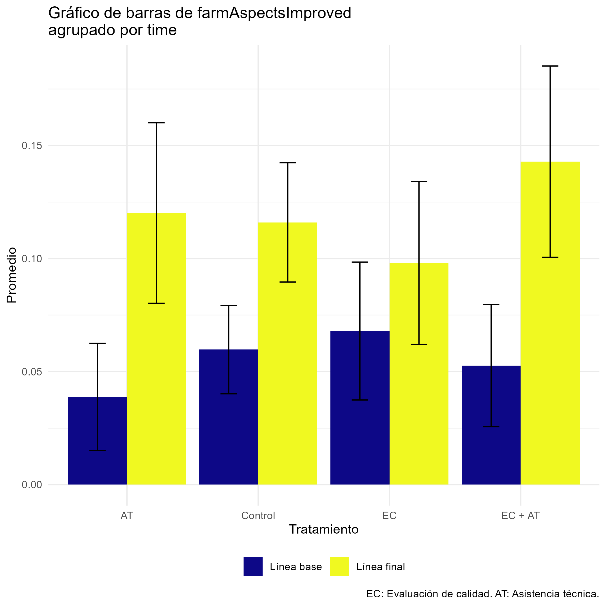 Gráfico de barras de farmAspectsImproved
agrupado por time
Promedio
0.15
0.10
0.05
0.00
AT
Control
EC
EC + AT
Tratamiento
Línea base
Línea final
EC: Evaluación de calidad. AT: Asistencia técnica.